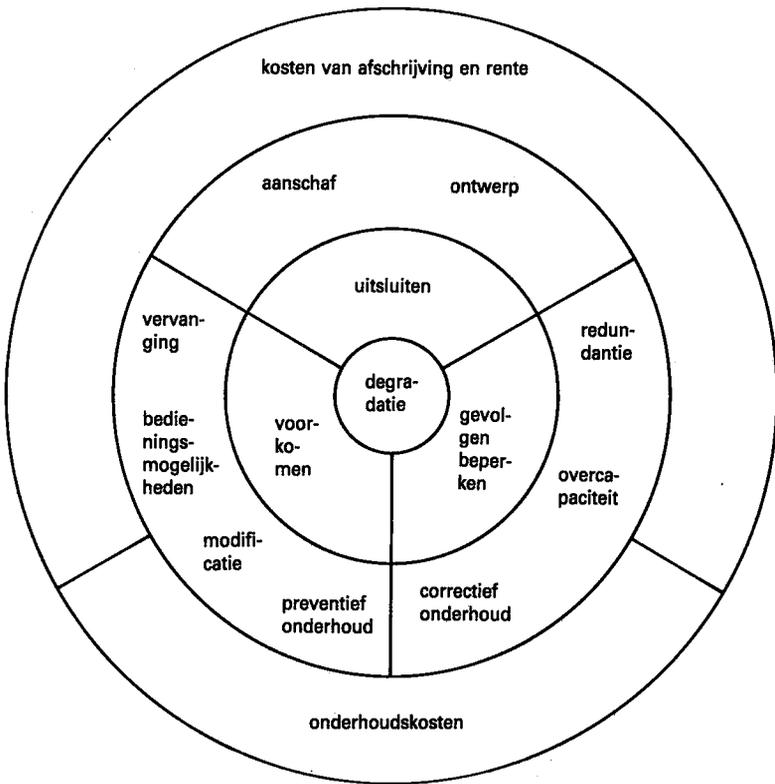 kosten van afschrijving en rente
aanschaf
ontwerp
uitsluiten
vervan-
ging
redun-
dantie
degra-
datie
bedie-
nings-
mogelijk-
heden
voor-
ko-
men
gevol-
gen
beper-
ken
overca-
paciteit
modifi-
catie
preventief
onderhoud
correctief
onderhoud
onderhoudskosten